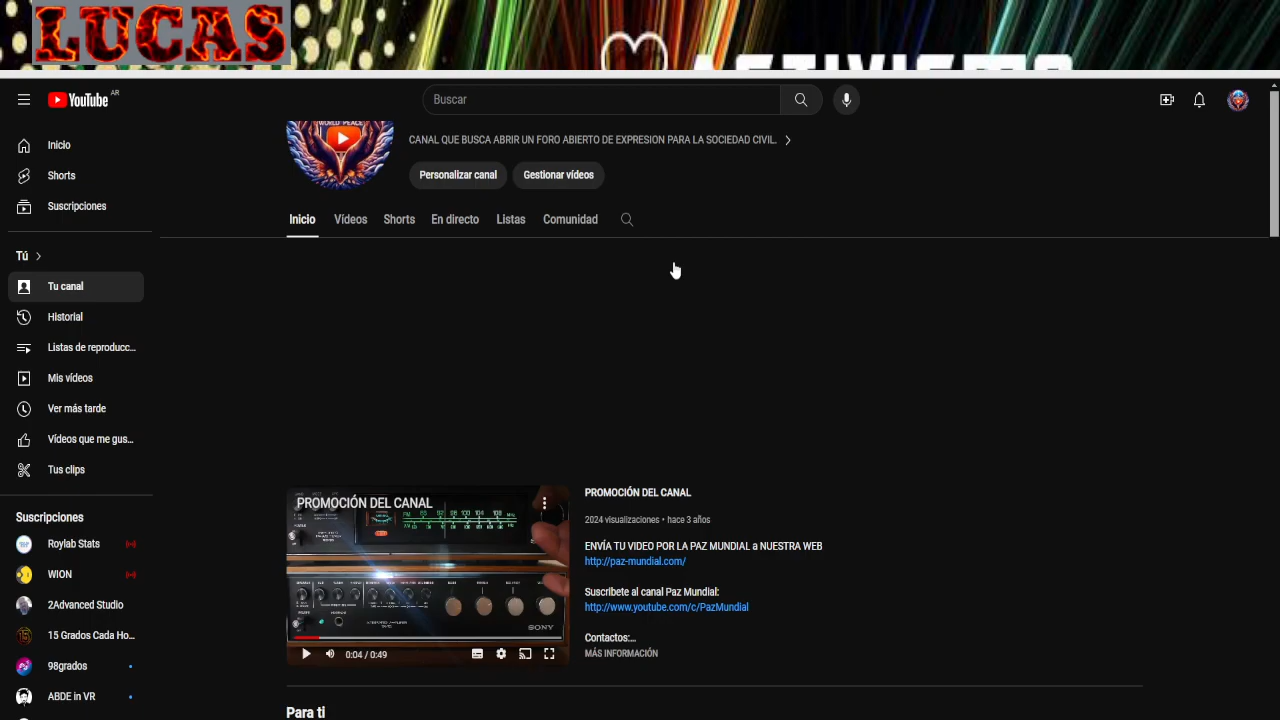 LUCAS
ACTIVISMO
YouTube AR
Buscar
WORLD PEACE
CANAL QUE BUSCA ABRIR UN FORO ABIERTO DE EXPRESION PARA LA SOCIEDAD CIVIL.
Personalizar canal
Gestionar vídeos
Inicio
Vídeos
Shorts
En directo
Listas
Comunidad
Inicio
Shorts
Suscripciones
Tú
Tu canal
Historial
Listas de reproducc...
Mis vídeos
Ver más tarde
Vídeos que me gus...
Tus clips
Suscripciones
Roylab Stats
WION
2Advanced Studio
15 Grados Cada Ho...
98grados
ABDE in VR
PROMOCIÓN DEL CANAL
SONY
0:04 / 0:49
PROMOCIÓN DEL CANAL
2024 visualizaciones • hace 3 años
ENVÍA TU VIDEO POR LA PAZ MUNDIAL a NUESTRA WEB
http://paz-mundial.com/
Suscribete al canal Paz Mundial:
http://www.youtube.com/c/PazMundial
Contactos:...
MÁS INFORMACIÓN
Para ti